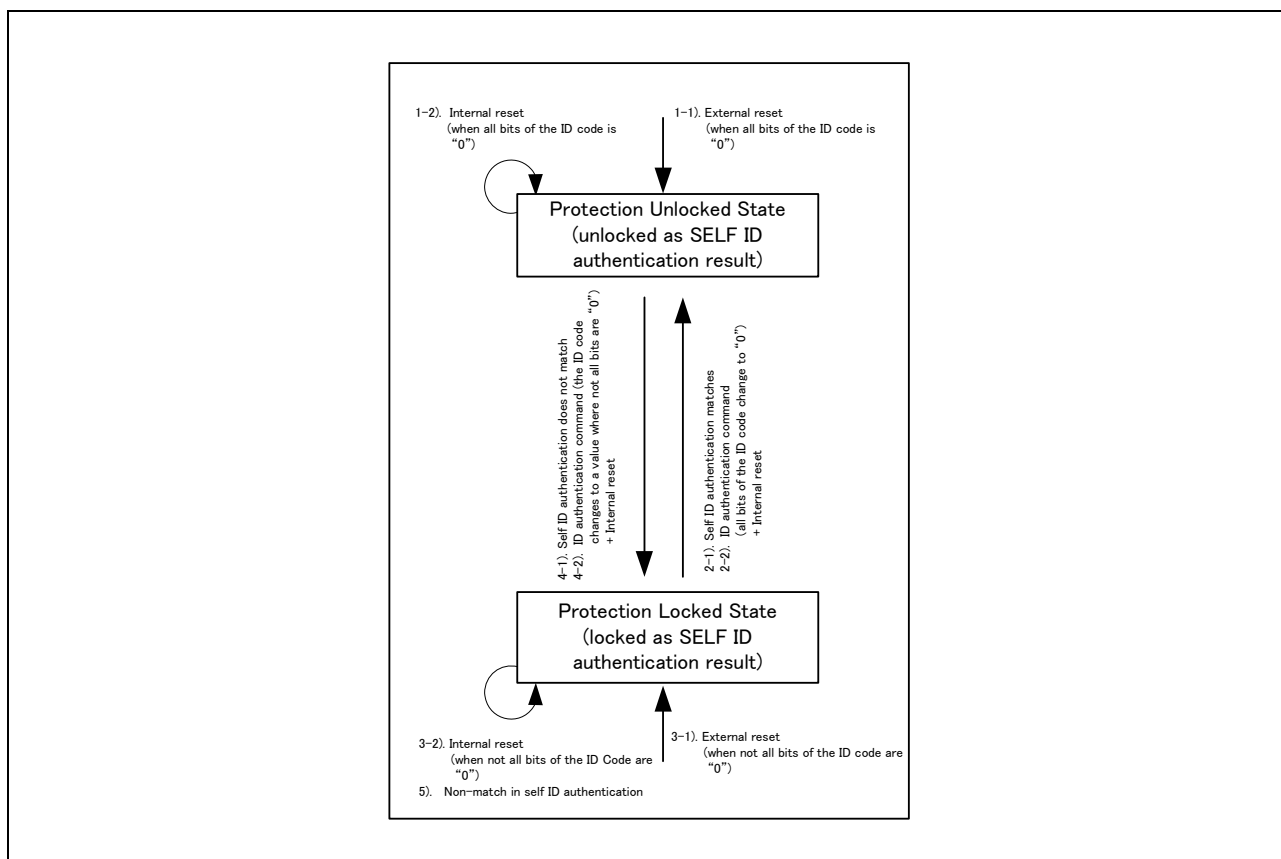 1-2). Internal reset
(when all bits of the ID code is
“0”)
1-1). External reset
(when all bits of the ID code is
“0”)
Protection Unlocked State
(unlocked as SELF ID
authentication result)
4-1). Self ID authentication does not match
4-2). ID authentication command (the ID code
changes to a value where not all bits are “0”)
+ Internal reset
2-1). Self ID authentication matches
2-2). ID authentication command
(all bits of the ID code change to “0”)
+ Internal reset
Protection Locked State
(locked as SELF ID
authentication result)
3-2). Internal reset
(when not all bits of the ID Code are
“0”)
5). Non-match in self ID authentication
3-1). External reset
(when not all bits of the ID code are
“0”)